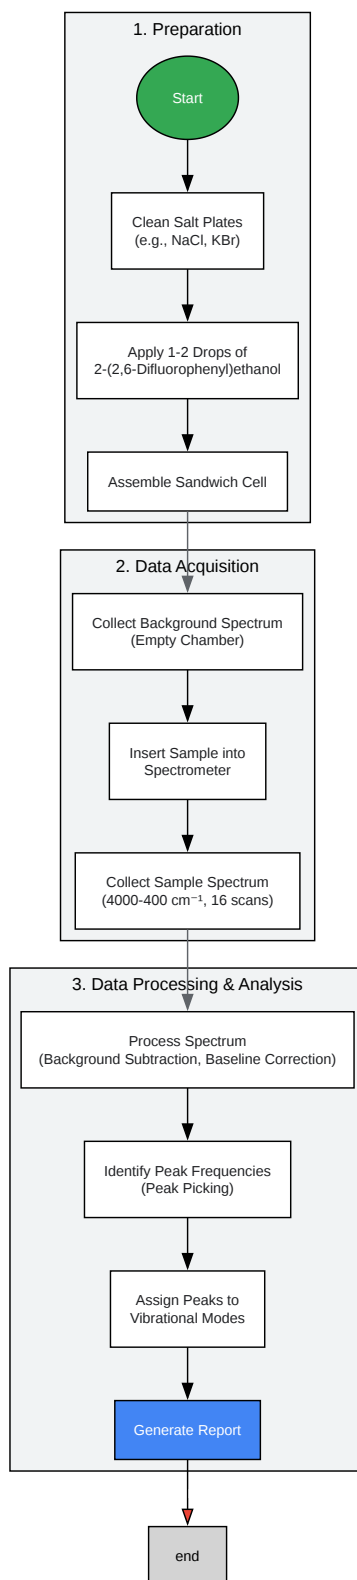 1. Preparation
Start
Clean Salt Plates
(e.g., NaCl, KBr)
Apply 1-2 Drops of
2-(2,6-Difluorophenyl)ethanol
Assemble Sandwich Cell
2. Data Acquisition
Collect Background Spectrum
(Empty Chamber)
Insert Sample into
Spectrometer
Collect Sample Spectrum
(4000-400 cm⁻¹, 16 scans)
3. Data Processing & Analysis
Process Spectrum
(Background Subtraction, Baseline Correction)
Identify Peak Frequencies
(Peak Picking)
Assign Peaks to
Vibrational Modes
Generate Report
end